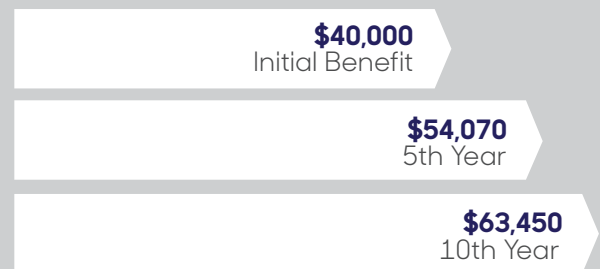 $40,000
Initial Benefit
$54,070
5th Year
$63,450
10th Year